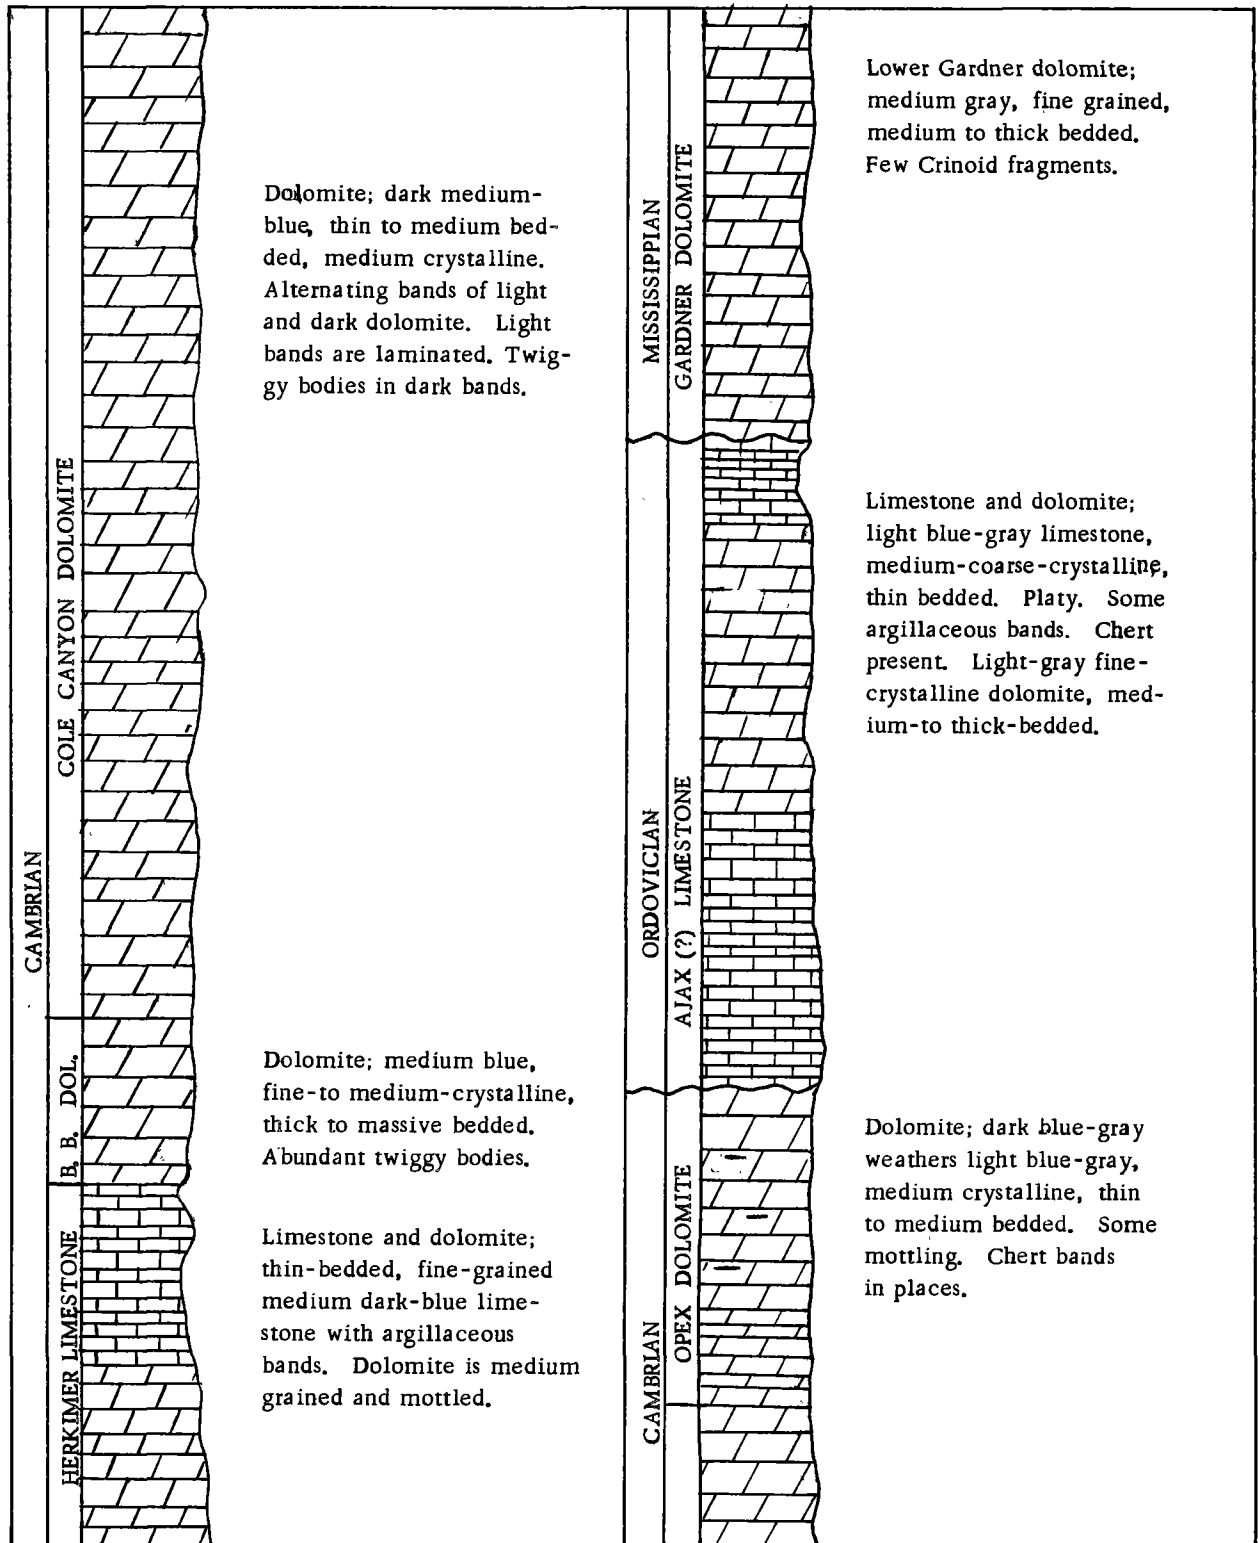 CAMBRIAN
COLE CANYON DOLOMITE
B. B. DOL.
HERKIMER LIMESTONE
Dolomite; dark medium-
blue, thin to medium bed-
ded, medium crystalline.
Alternating bands of light
and dark dolomite. Light
bands are laminated. Twig-
gy bodies in dark bands.
Dolomite; medium blue,
fine-to medium-crystalline,
thick to massive bedded.
Abundant twiggy bodies.
Limestone and dolomite;
thin-bedded, fine-grained
medium dark-blue lime-
stone with argillaceous
bands. Dolomite is medium
grained and mottled.
MISSISSIPPIAN
GARDNER DOLOMITE
ORDOVICIAN
AJAX (?) LIMESTONE
CAMBRIAN
OPEX DOLOMITE
Lower Gardner dolomite;
medium gray, fine grained,
medium to thick bedded.
Few Crinoid fragments.
Limestone and dolomite;
light blue-gray limestone,
medium-coarse-crystalline,
thin bedded. Platy. Some
argillaceous bands. Chert
present. Light-gray fine-
crystalline dolomite, med-
ium-to thick-bedded.
Dolomite; dark blue-gray
weathers light blue-gray,
medium crystalline, thin
to medium bedded. Some
mottling. Chert bands
in places.